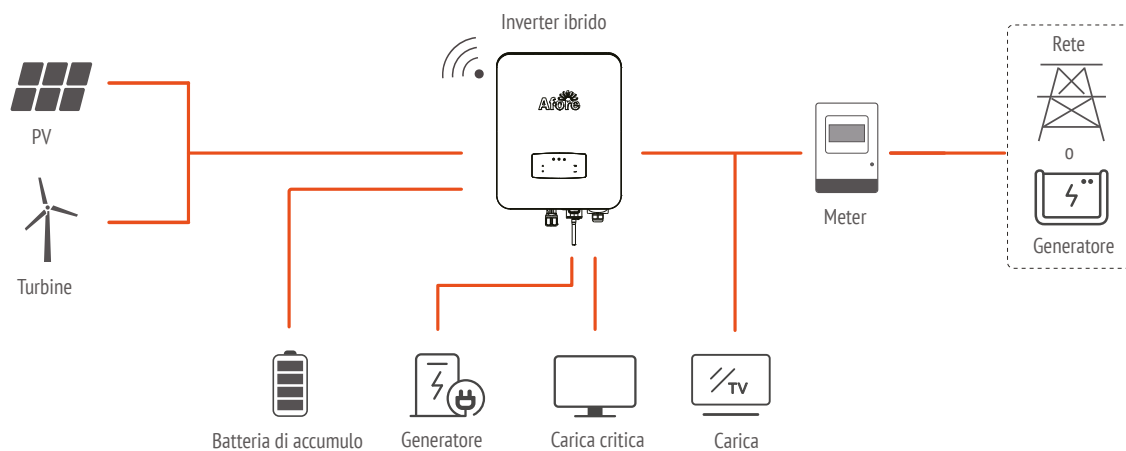 Inverter ibrido
Rete
Afore
PV
o
Meter
Generatore
Turbine
TV
Batteria di accumulo
Generatore
Carica critica
Carica